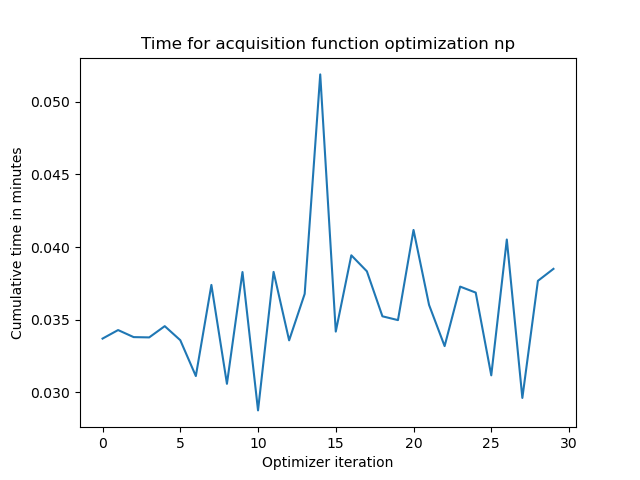 Time for acquisition function optimization np
Cumulative time in minutes
0.050
0.045
0.040
0.035
0.030
0 5 10 15 20 25 30
Optimizer iteration